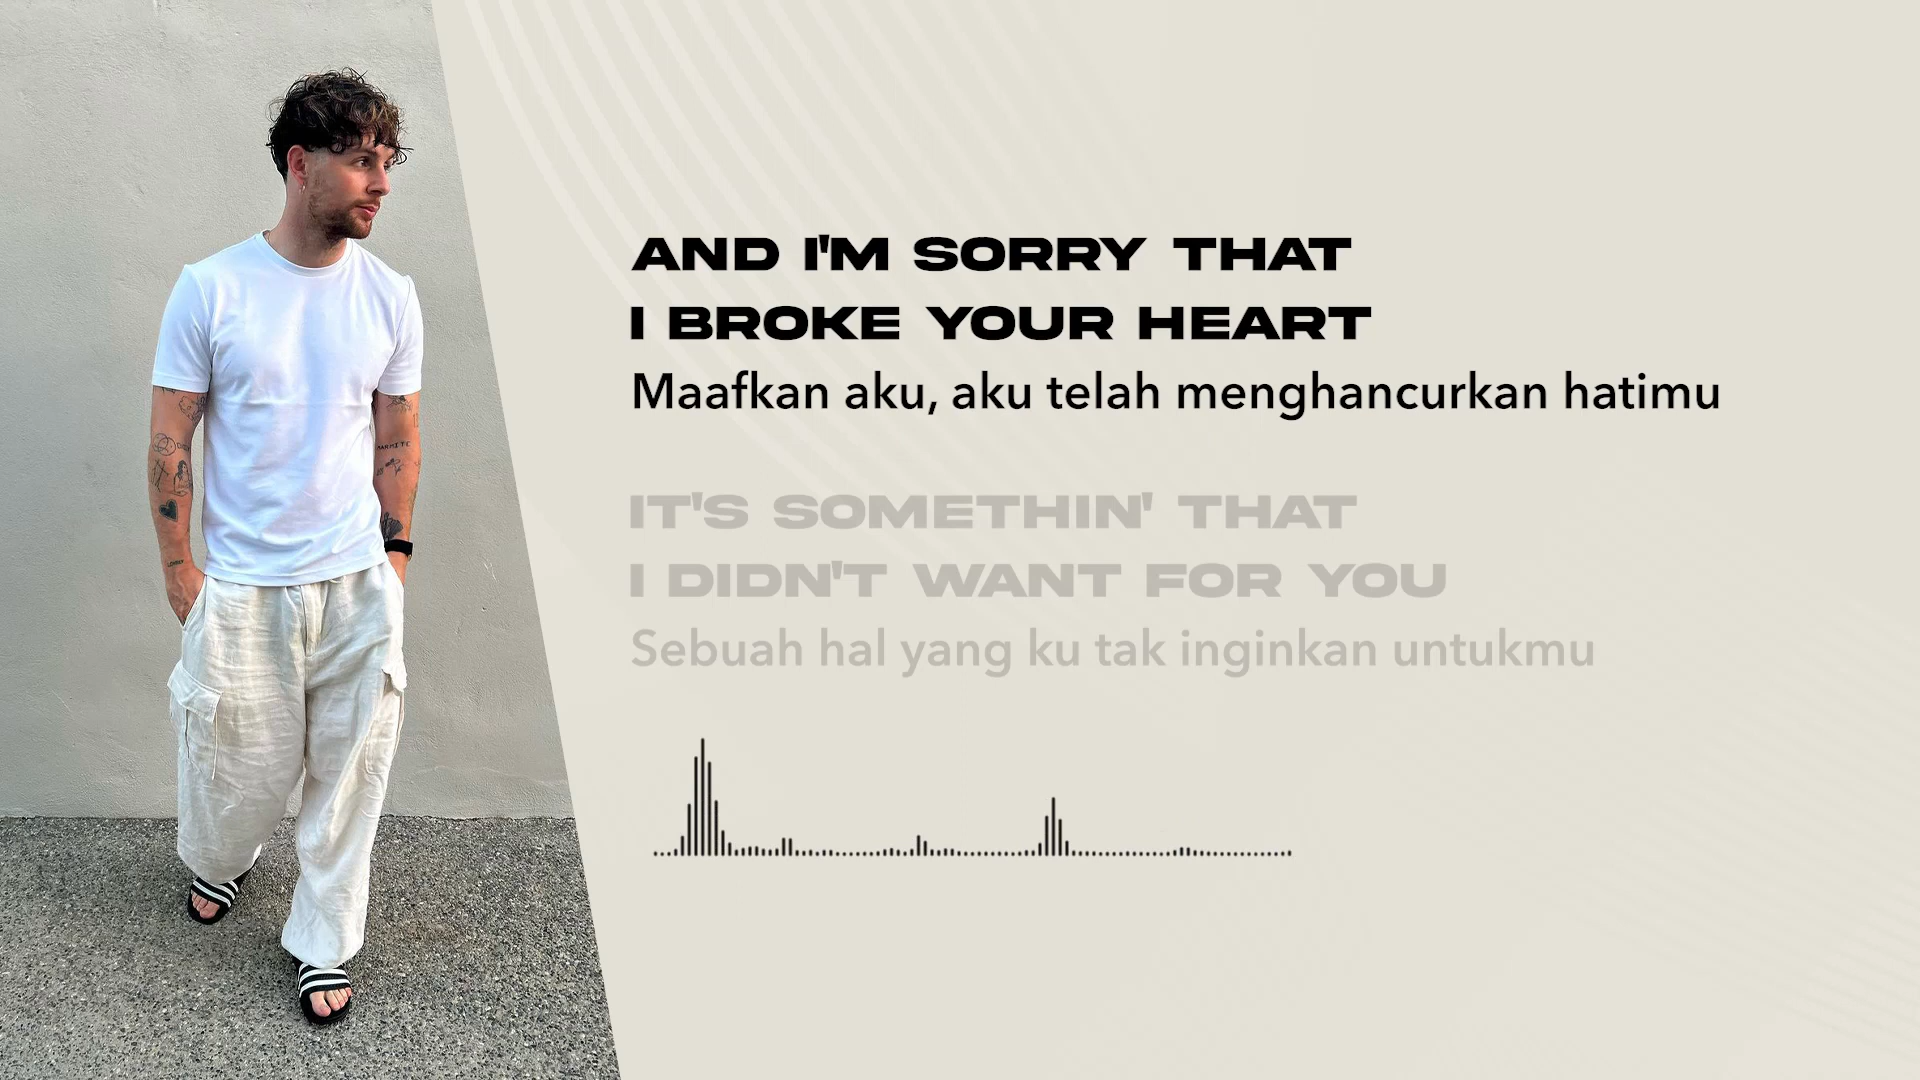 AND I'M SORRY THAT
I BROKE YOUR HEART
Maafkan aku, aku telah menghancurkan hatimu
IT'S SOMETHIN' THAT
I DIDN'T WANT FOR YOU
Sebuah hal yang ku tak inginkan untukmu
MARMITE